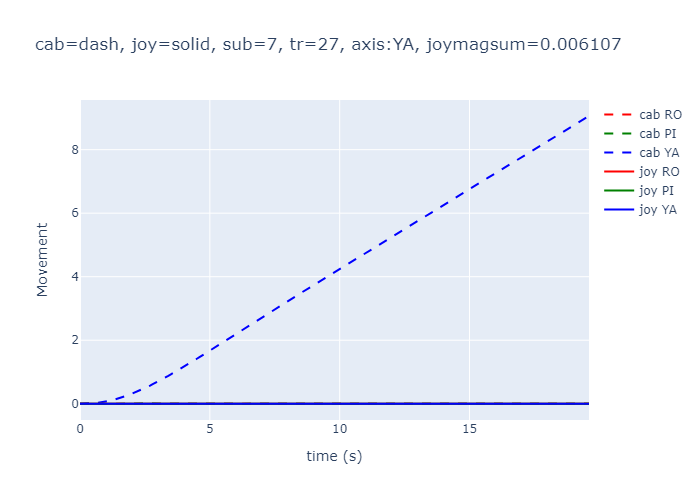 cab=dash, joy=solid, sub=7, tr=27, axis:YA, joymagsum=0.006107
cab RO
cab PI
cab YA
joy RO
joy PI
joy YA
Movement
8
6
4
2
0
0 5 10 15
time (s)